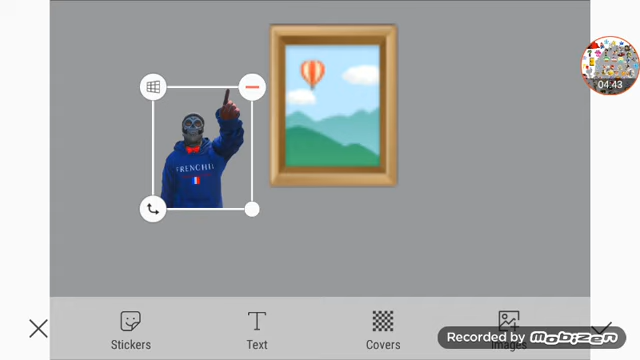 04:43
FRENCHIE
Stickers
Text
Covers
Images
Recorded by MOBIZEN